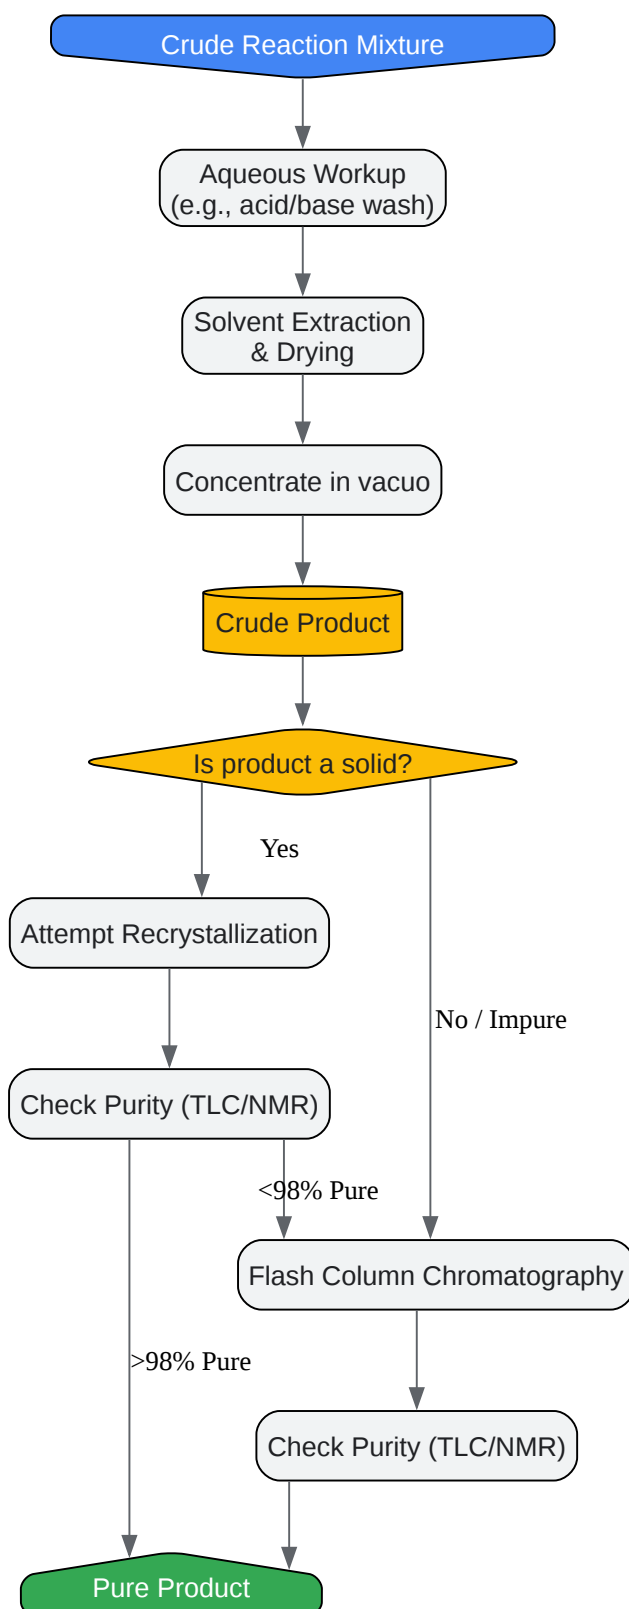 Crude Reaction Mixture
Aqueous Workup
(e.g., acid/base wash)
Solvent Extraction
& Drying
Concentrate in vacuo
Crude Product
Is product a solid?
Yes
Attempt Recrystallization
No / Impure
Check Purity (TLC/NMR)
<98% Pure
Flash Column Chromatography
>98% Pure
Check Purity (TLC/NMR)
Pure Product